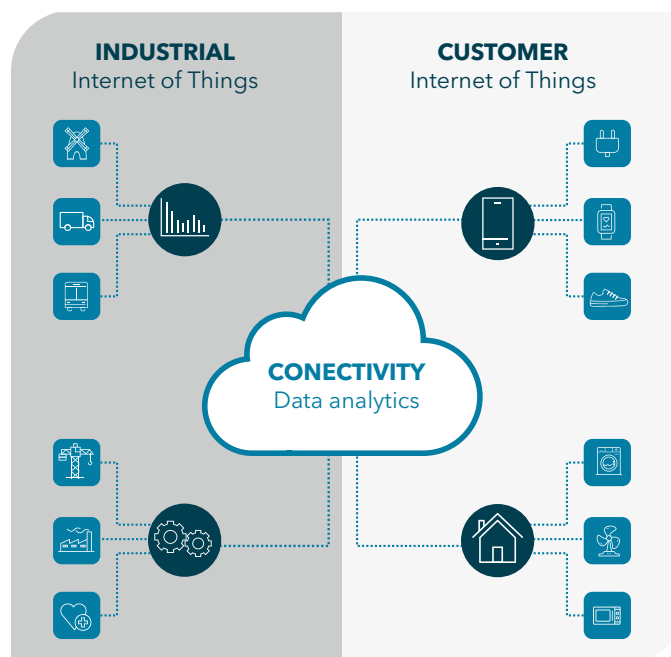 INDUSTRIAL
Internet of Things
CUSTOMER
Internet of Things
CONECTIVITY
Data analytics